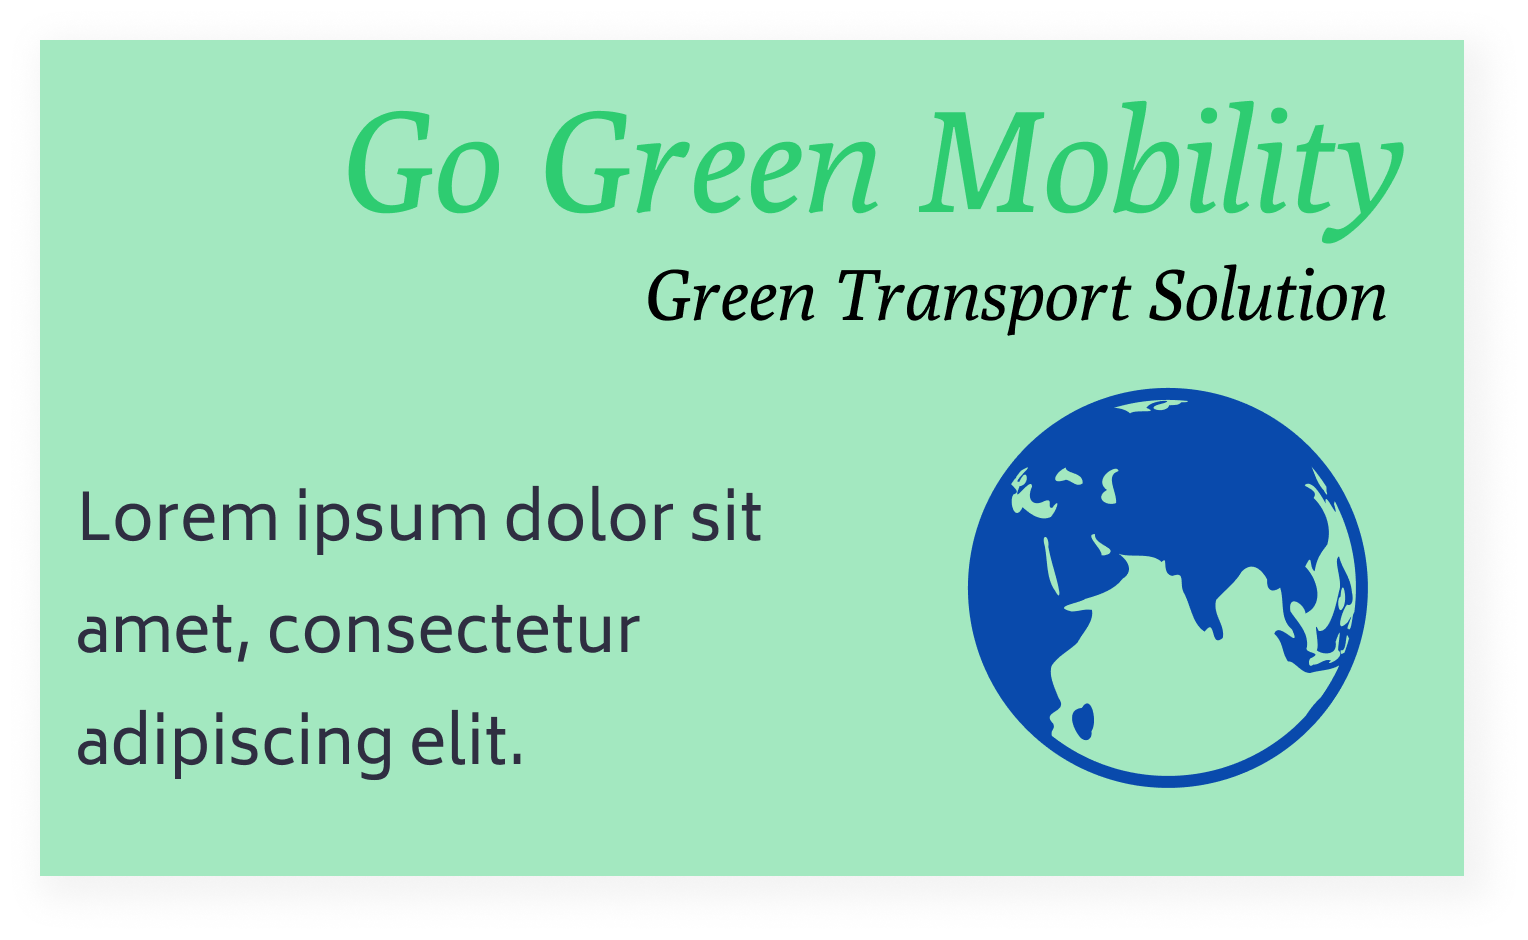 Go Green Mobility
Green Transport Solution
Lorem ipsum dolor sit
amet, consectetur
adipiscing elit.